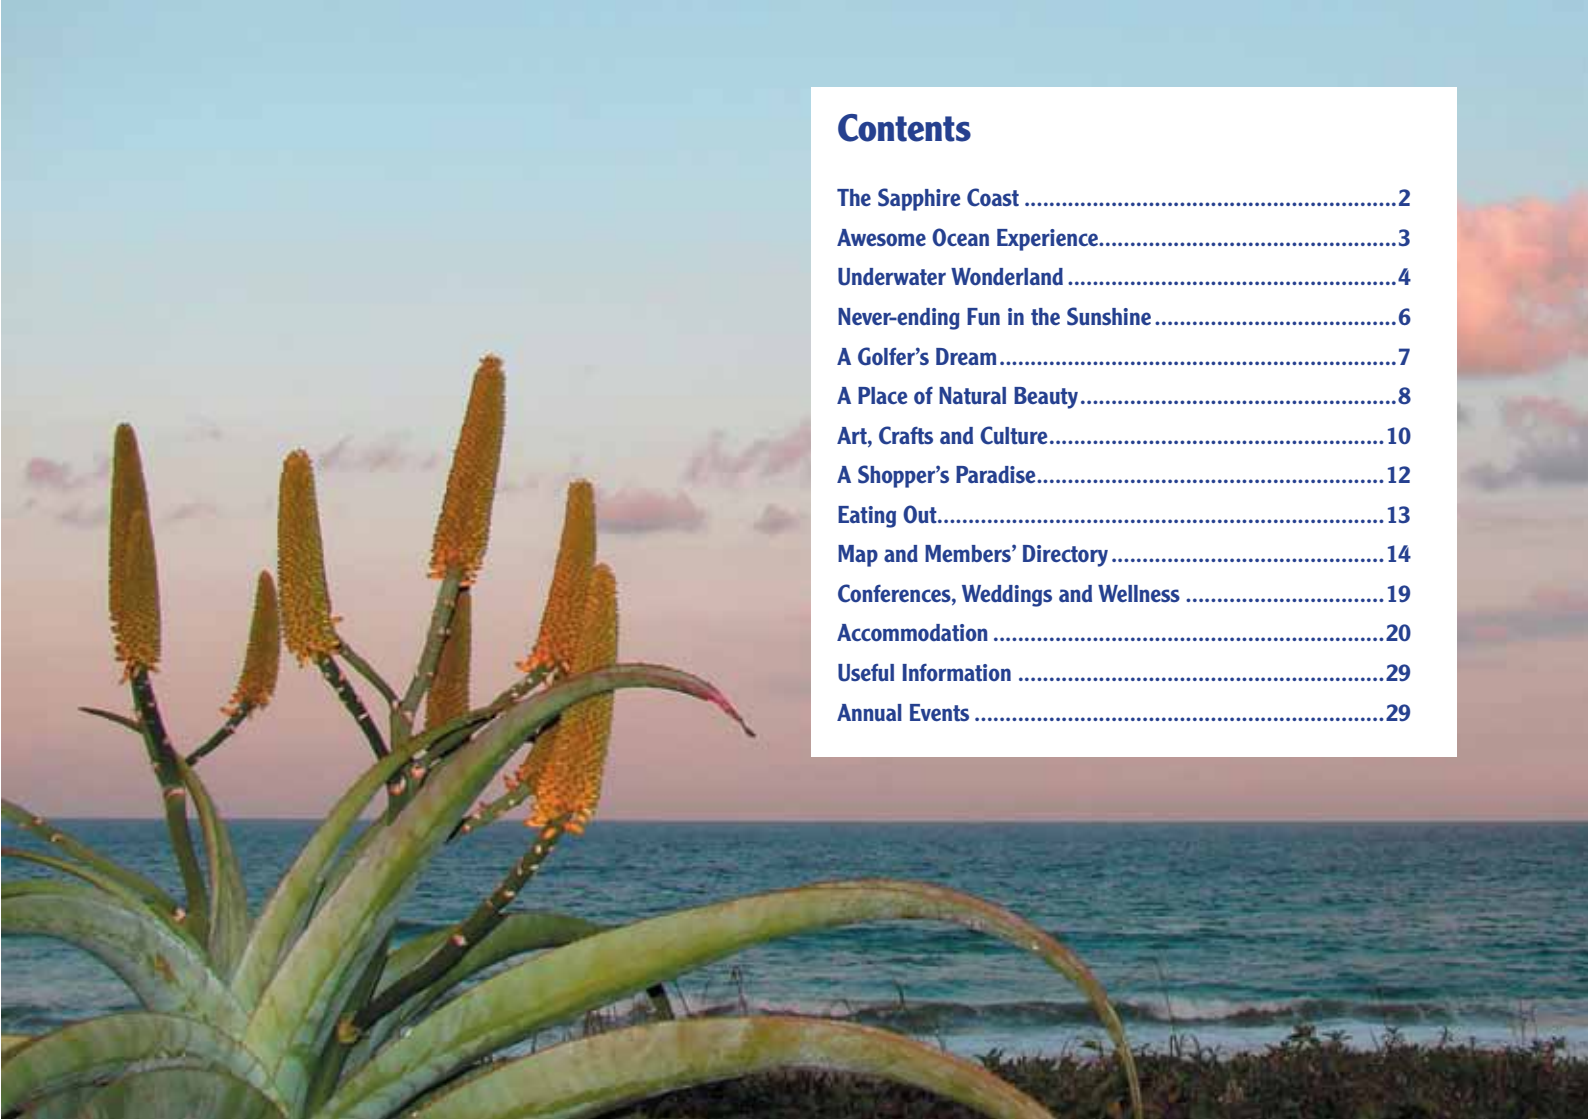 Contents
The Sapphire Coast ............................................................2
Awesome Ocean Experience................................................3
Underwater Wonderland .....................................................4
Never-ending Fun in the Sunshine .......................................6
A Golfer’s Dream................................................................7
A Place of Natural Beauty...................................................8
Art, Crafts and Culture......................................................10
A Shopper’s Paradise........................................................12
Eating Out........................................................................13
Map and Members’ Directory ............................................14
Conferences, Weddings and Wellness ................................19
Accommodation ...............................................................20
Useful Information ...........................................................29
Annual Events ..................................................................29